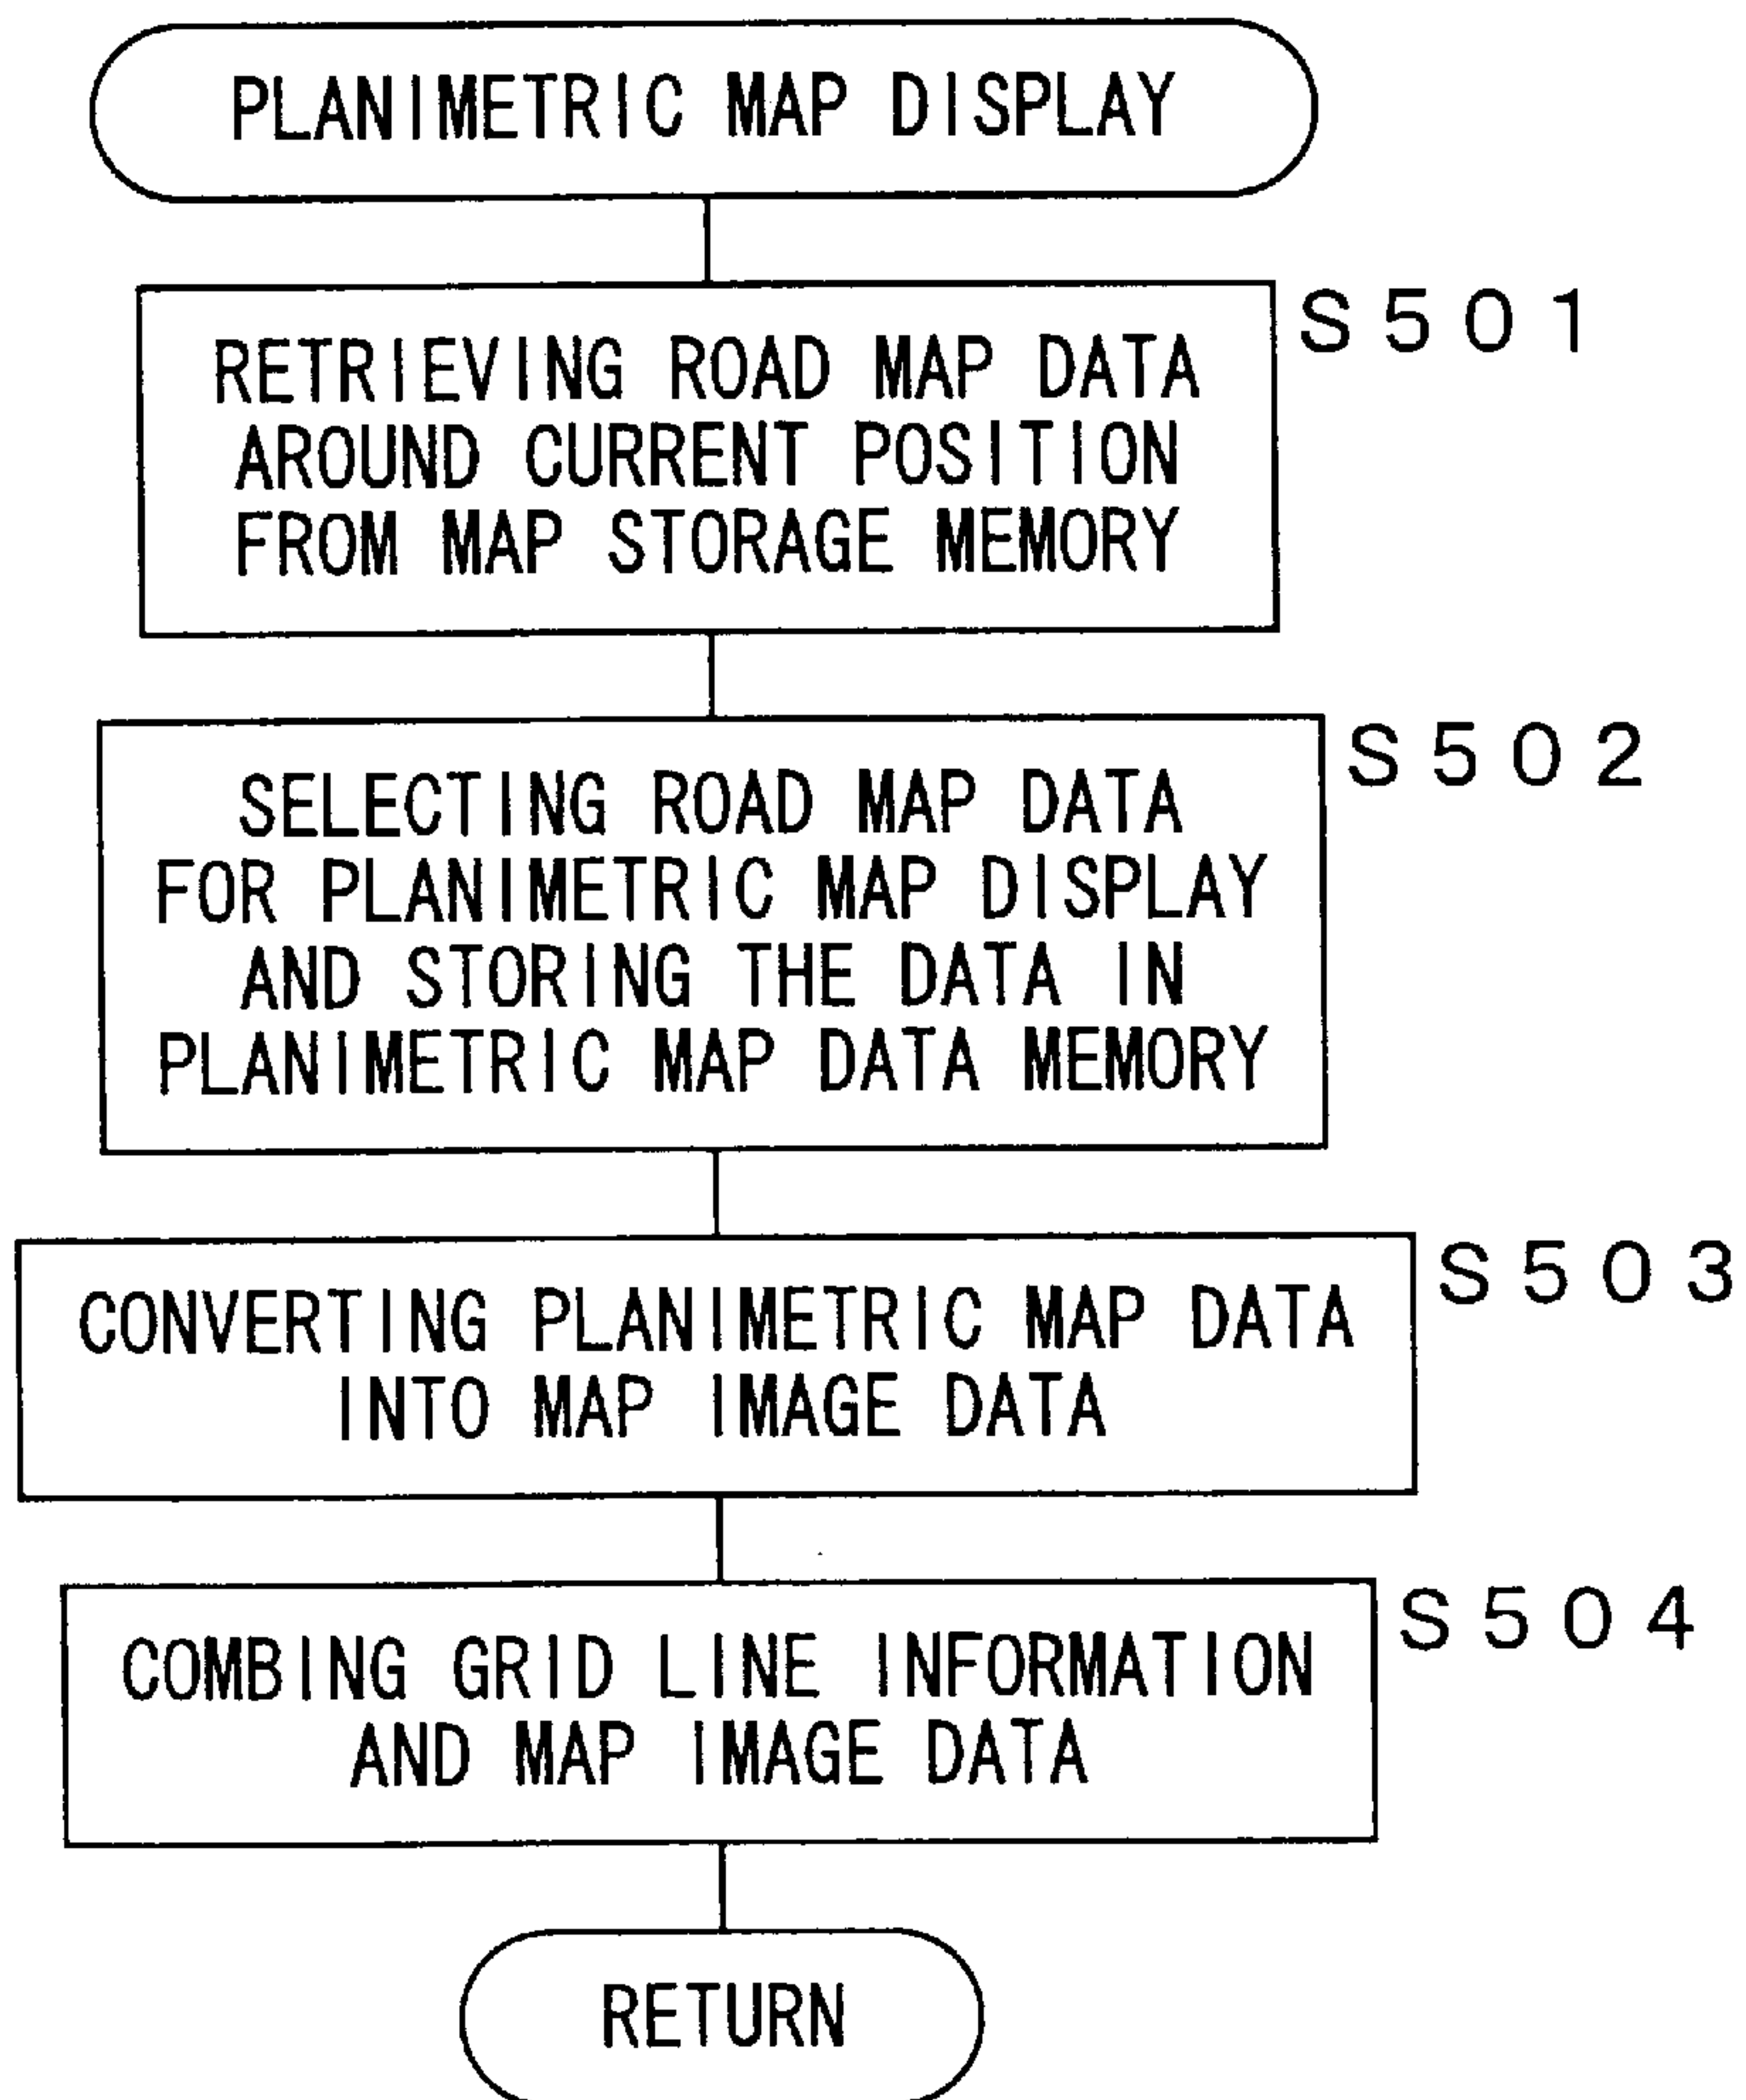 PLANIMETRIC MAP DISPLAY
S501
RETRIEVING ROAD MAP DATA
AROUND CURRENT POSITION
FROM MAP STORAGE MEMORY
S502
SELECTING ROAD MAP DATA
FOR PLANIMETRIC MAP DISPLAY
AND STORING THE DATA IN
PLANIMETRIC MAP DATA MEMORY
S503
CONVERTING PLANIMETRIC MAP DATA
INTO MAP IMAGE DATA
S504
COMBING GRID LINE INFORMATION
AND MAP IMAGE DATA
RETURN